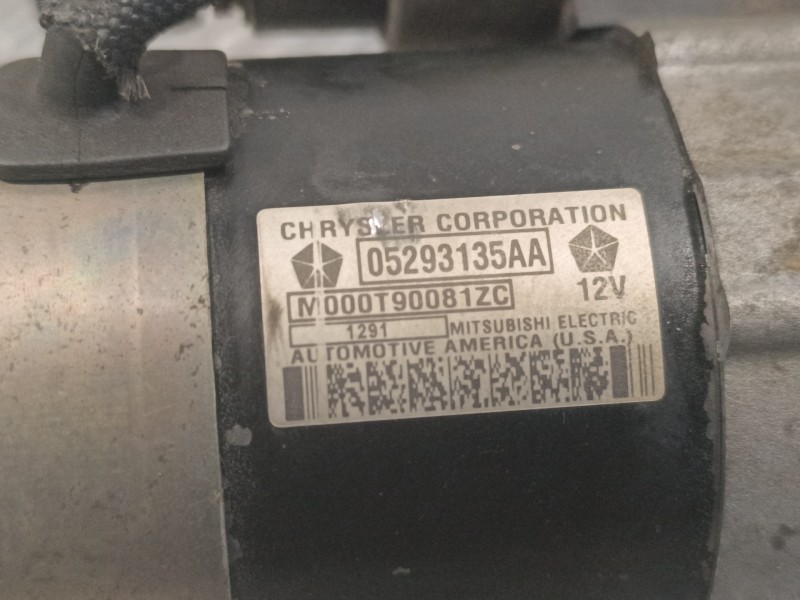 CHRYSLER CORPORATION
05293135AA
M000T90081ZC
12V
1291
MITSUBISHI ELECTRIC
AUTOMOTIVE AMERICA (U.S.A.)